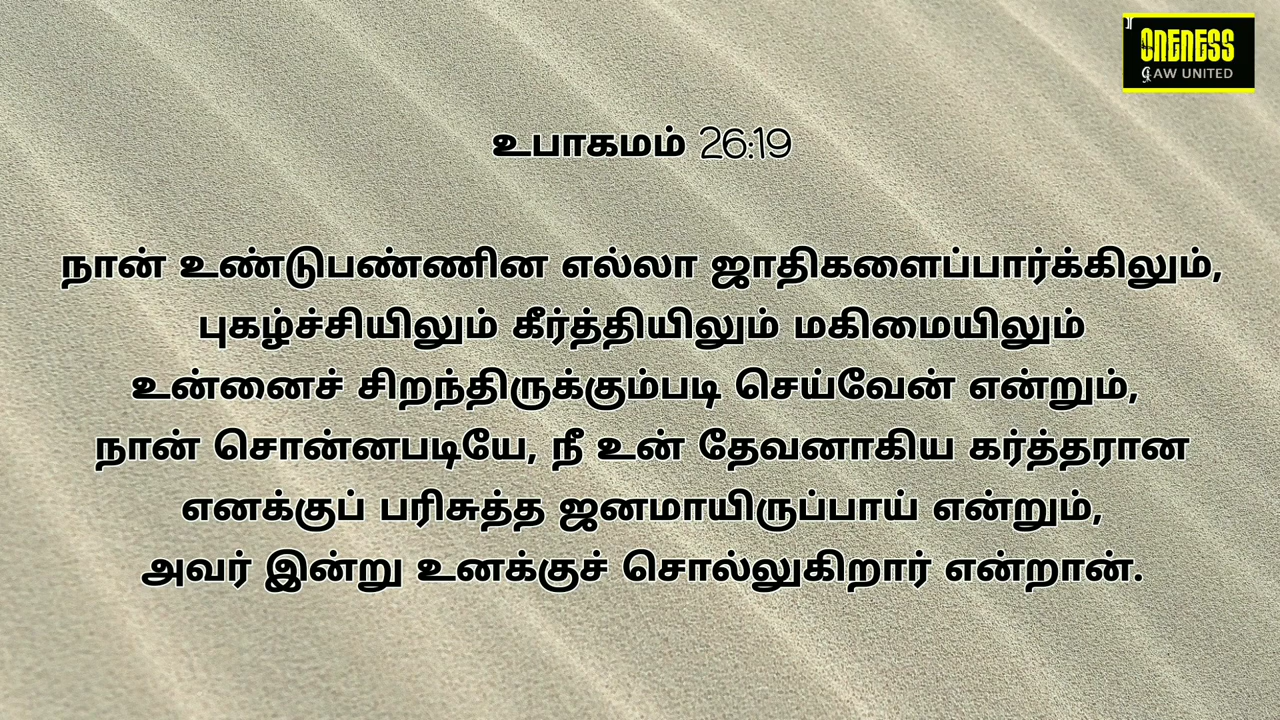 ONENESS
LAW UNITED
உபாகமம் 26:19
நான் உண்டுபண்ணின எல்லா ஜாதிகளைப்பார்க்கிலும்,
புகழ்ச்சியிலும் கீர்த்தியிலும் மகிமையிலும்
உன்னைச் சிறந்திருக்கும்படி செய்வேன் என்றும்,
நான் சொன்னபடியே, நீ உன் தேவனாகிய கர்த்தரான
எனக்குப் பரிசுத்த ஜனமாயிருப்பாய் என்றும்,
அவர் இன்று உனக்குச் சொல்லுகிறார் என்றான்.